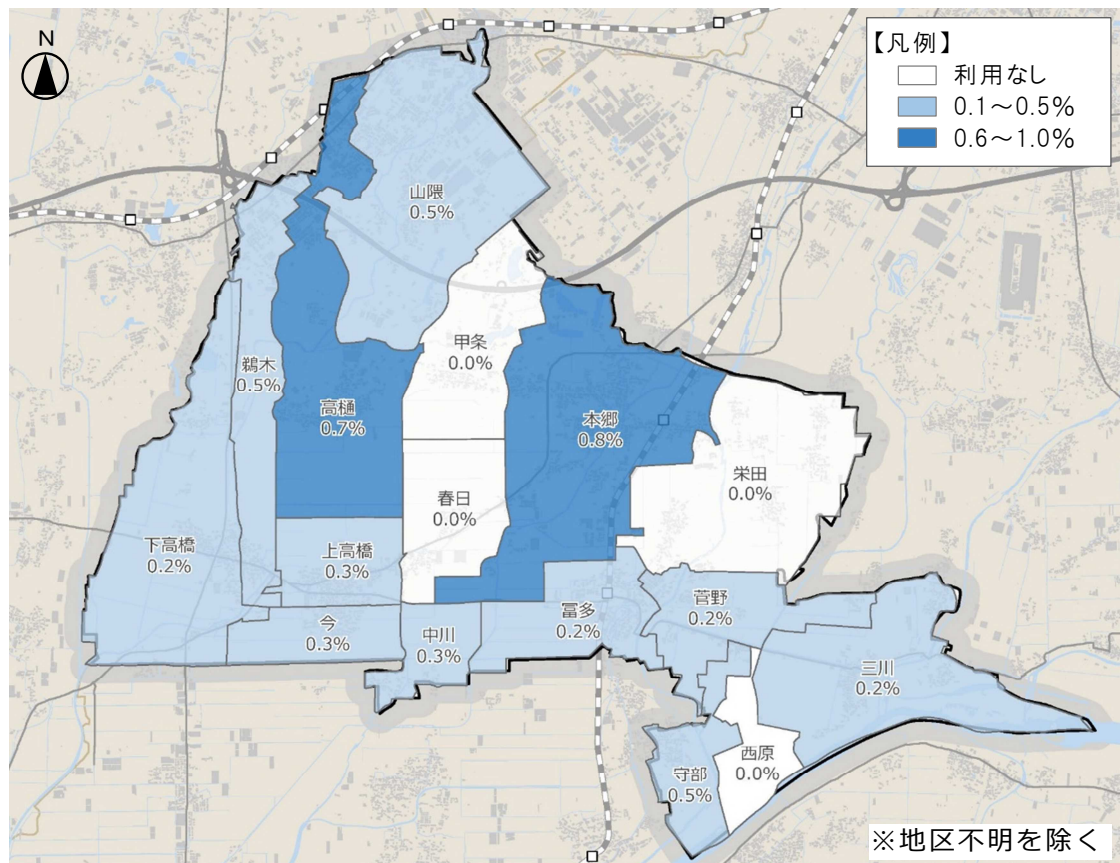 N
【凡例】
利用なし
0.1～0.5%
0.6～1.0%
山隈
0.5%
甲条
0.0%
鵜木
0.5%
高樋
0.7%
本郷
0.8%
栄田
0.0%
春日
0.0%
下高橋
0.2%
上高橋
0.3%
菅野
0.2%
冨多
0.2%
今
0.3%
中川
0.3%
三川
0.2%
西原
0.0%
守部
0.5%
※地区不明を除く